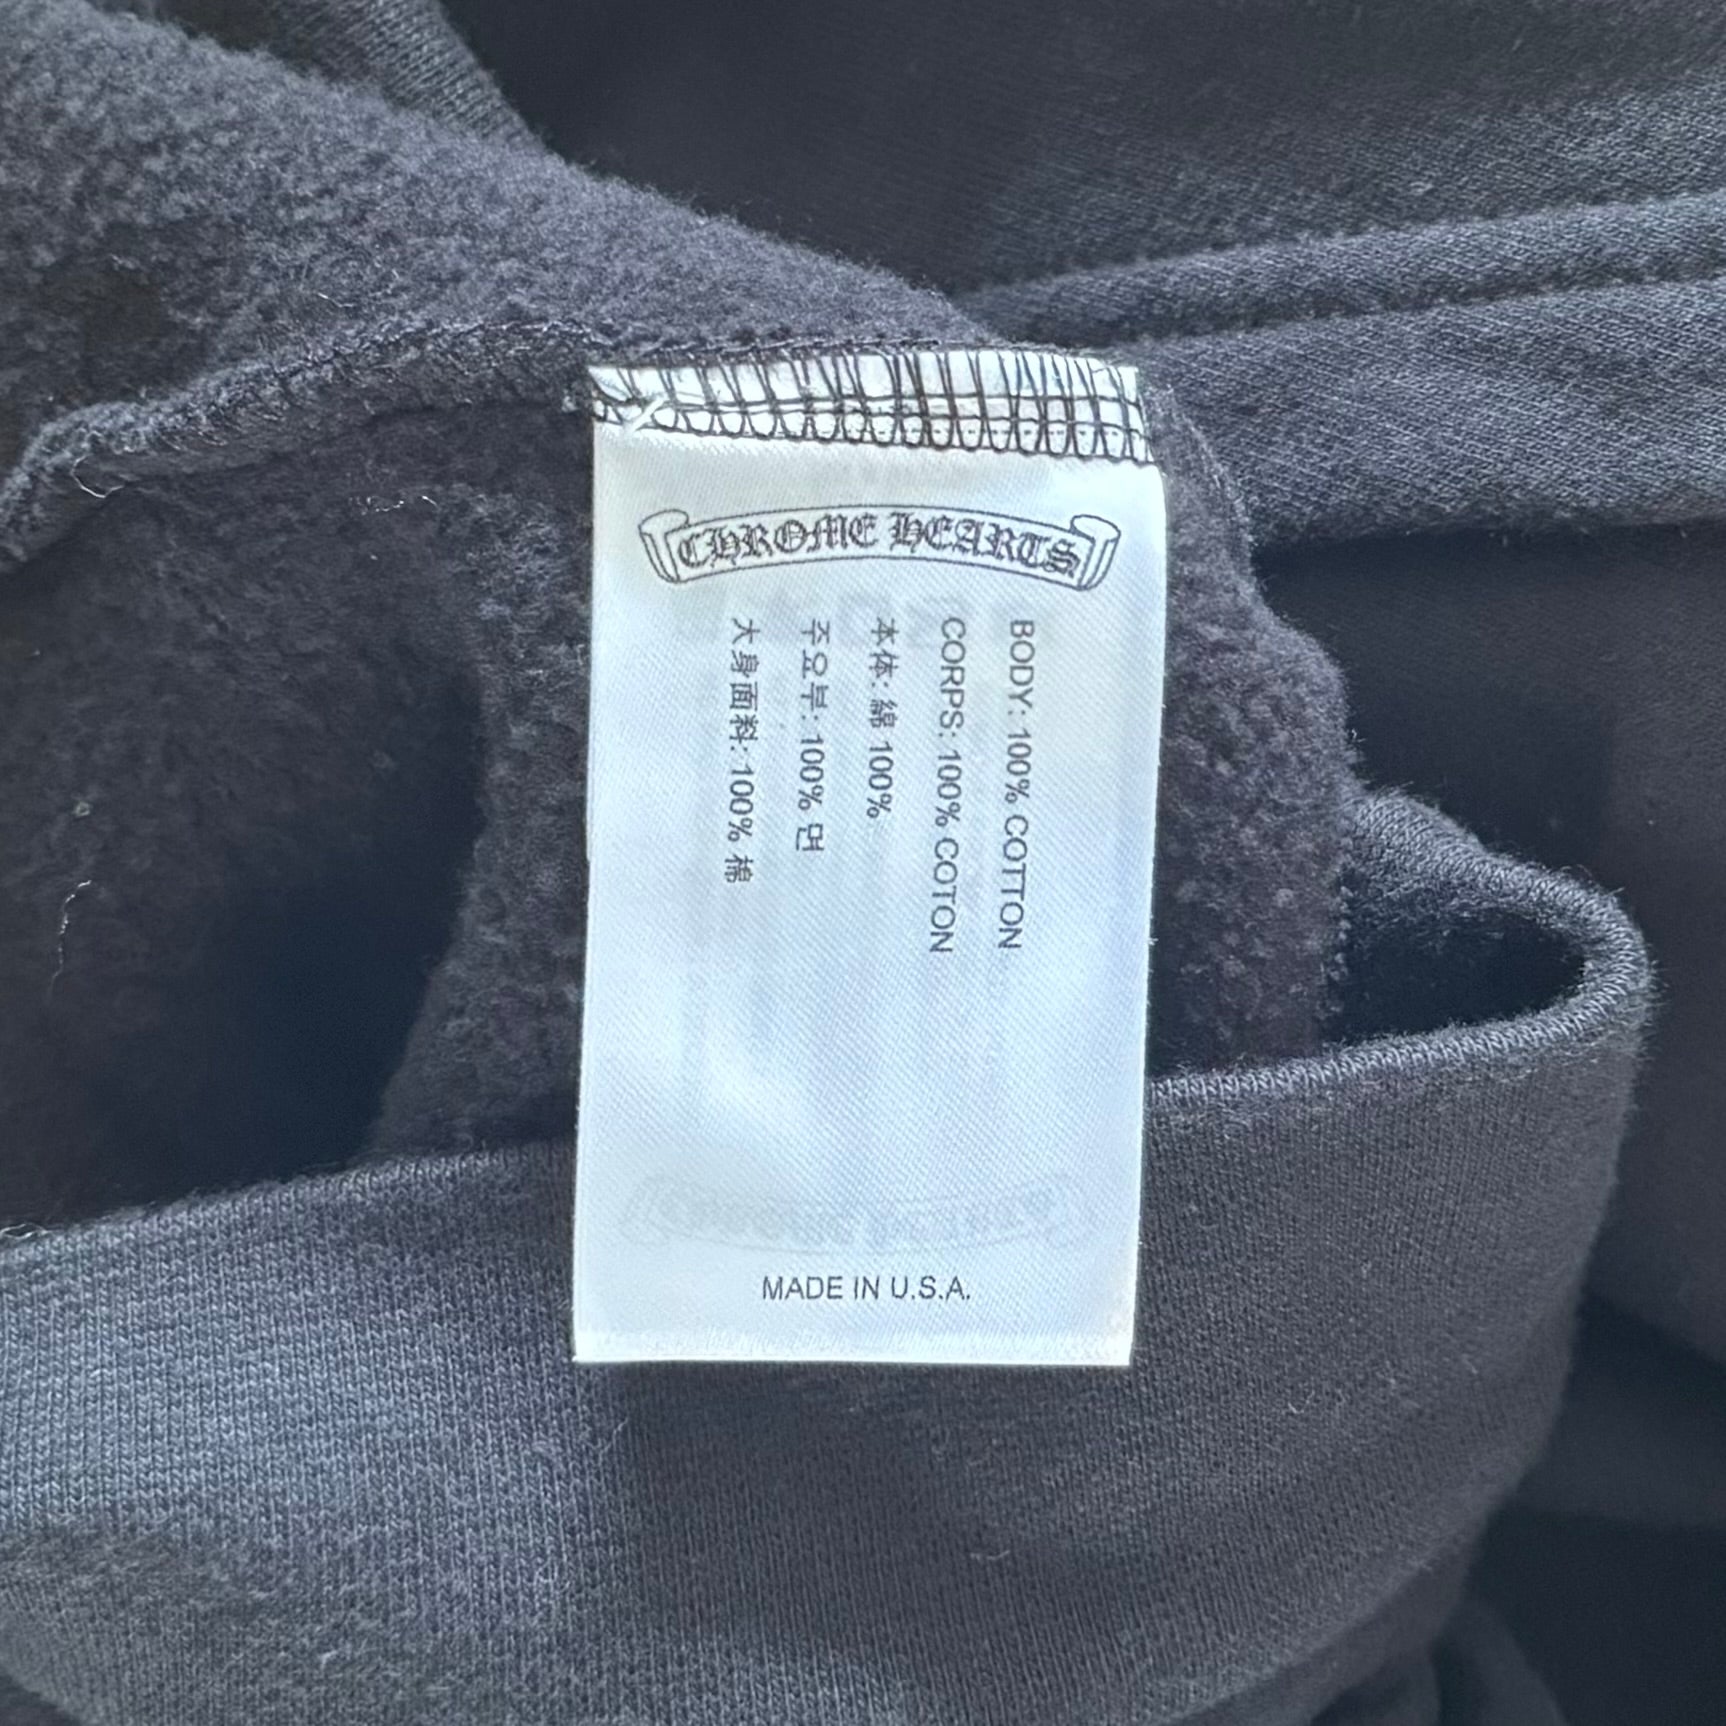 CHROME HEARTS
BODY: 100% COTTON
CORPS: 100% COTON
本体: 綿 100%
주요부: 100% 면
大身面料: 100% 棉
MADE IN U.S.A.